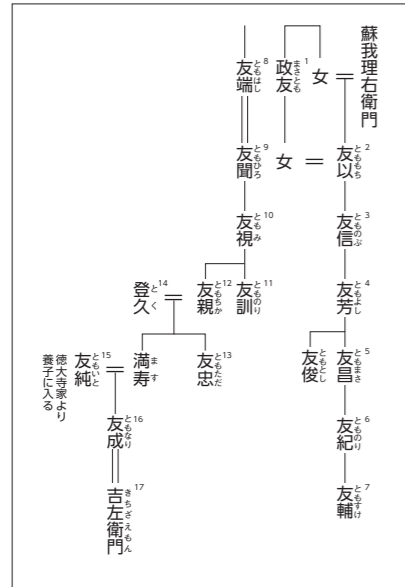 蘇我理右衛門
女
政友 まさとも 1
友以 とももち 2
女
友信 とものぶ 3
友芳 ともよし 4
友昌 ともまさ 5
友俊 ともとし
友紀 とものり 6
友輔 ともすけ 7
友端 ともはし 8
友聞 ともひろ 9
友視 ともみ 10
友訓 とものり 11
友親 ともちか 12
登久 とく 14
友忠 ともただ 13
満寿 ます
友純 ともいと 15
徳大寺家より
養子に入る
友成 ともなり 16
吉左衛門 きちざえもん 17